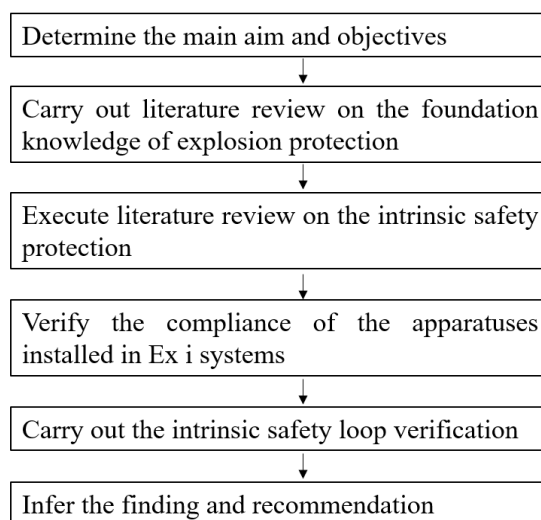 Determine the main aim and objectives
Carry out literature review on the foundation
knowledge of explosion protection
Execute literature review on the intrinsic safety
protection
Verify the compliance of the apparatuses
installed in Ex i systems
Carry out the intrinsic safety loop verification
Infer the finding and recommendation